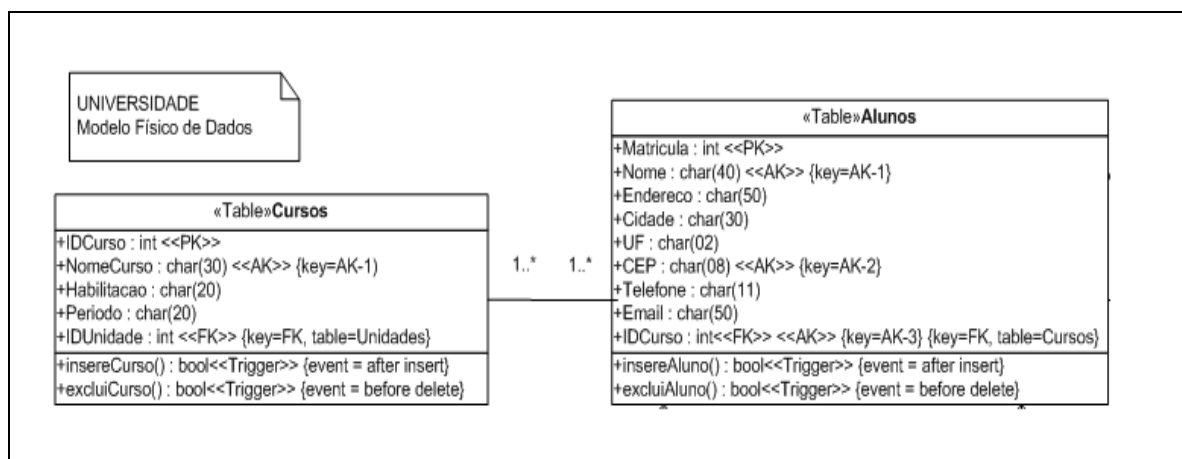 UNIVERSIDADE
Modelo Físico de Dados
«Table»Cursos
+IDCurso : int <<PK>>
+NomeCurso : char(30) <<AK>> {key=AK-1)
+Habilitacao : char(20)
+Periodo : char(20)
+IDUnidade : int <<FK>> {key=FK, table=Unidades}
+insereCurso() : bool<<Trigger>> {event = after insert}
+excluiCurso() : bool<<Trigger>> {event = before delete}
1..* 1..*
«Table»Alunos
+Matricula : int <<PK>>
+Nome : char(40) <<AK>> {key=AK-1}
+Endereco : char(50)
+Cidade : char(30)
+UF : char(02)
+CEP : char(08) <<AK>> {key=AK-2}
+Telefone : char(11)
+Email : char(50)
+IDCurso : int<<FK>> <<AK>> {key=AK-3} {key=FK, table=Cursos}
+insereAluno() : bool<<Trigger>> {event = after insert}
+excluiAluno() : bool<<Trigger>> {event = before delete}